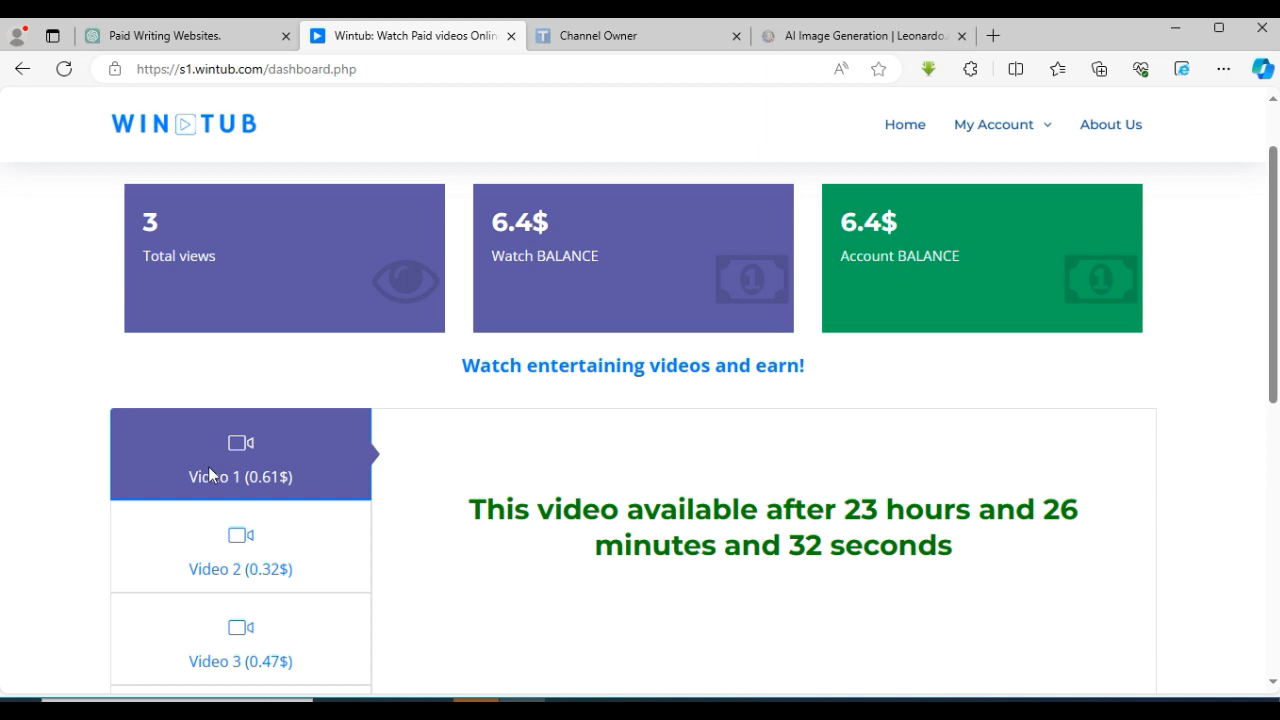 Paid Writing Websites.
Wintub: Watch Paid videos Onlin
Channel Owner
AI Image Generation | Leonardo.
https://s1.wintub.com/dashboard.php
WIN TUB
Home
My Account
About Us
3
Total views
6.4$
Watch BALANCE
6.4$
Account BALANCE
Watch entertaining videos and earn!
Video 1 (0.61$)
Video 2 (0.32$)
Video 3 (0.47$)
This video available after 23 hours and 26
minutes and 32 seconds